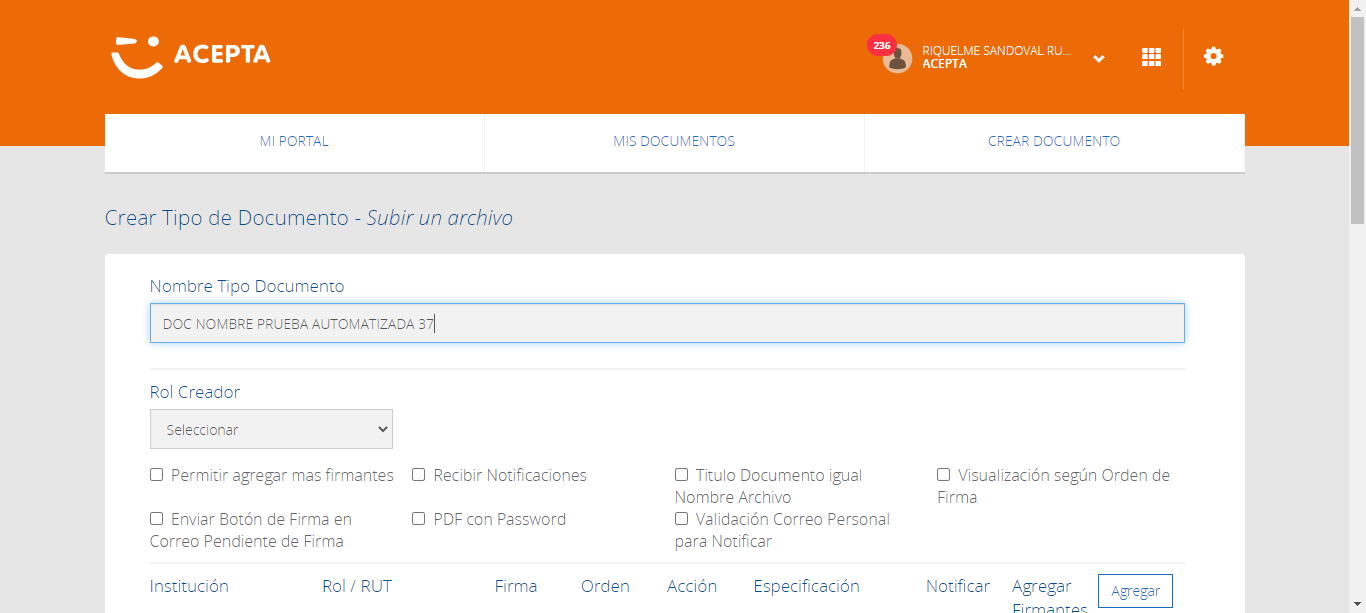 ACEPTA
236
RIQUELME SANDOVAL RU...
ACEPTA
MI PORTAL
MIS DOCUMENTOS
CREAR DOCUMENTO
Crear Tipo de Documento - Subir un archivo
Nombre Tipo Documento
DOC NOMBRE PRUEBA AUTOMATIZADA 37
Rol Creador
Seleccionar
Permitir agregar mas firmantes
Recibir Notificaciones
Titulo Documento igual
Nombre Archivo
Visualización según Orden de
Firma
Enviar Botón de Firma en
Correo Pendiente de Firma
PDF con Password
Validación Correo Personal
para Notificar
Institución
Rol / RUT
Firma
Orden
Acción
Especificación
Notificar
Agregar
Firmantes
Agregar